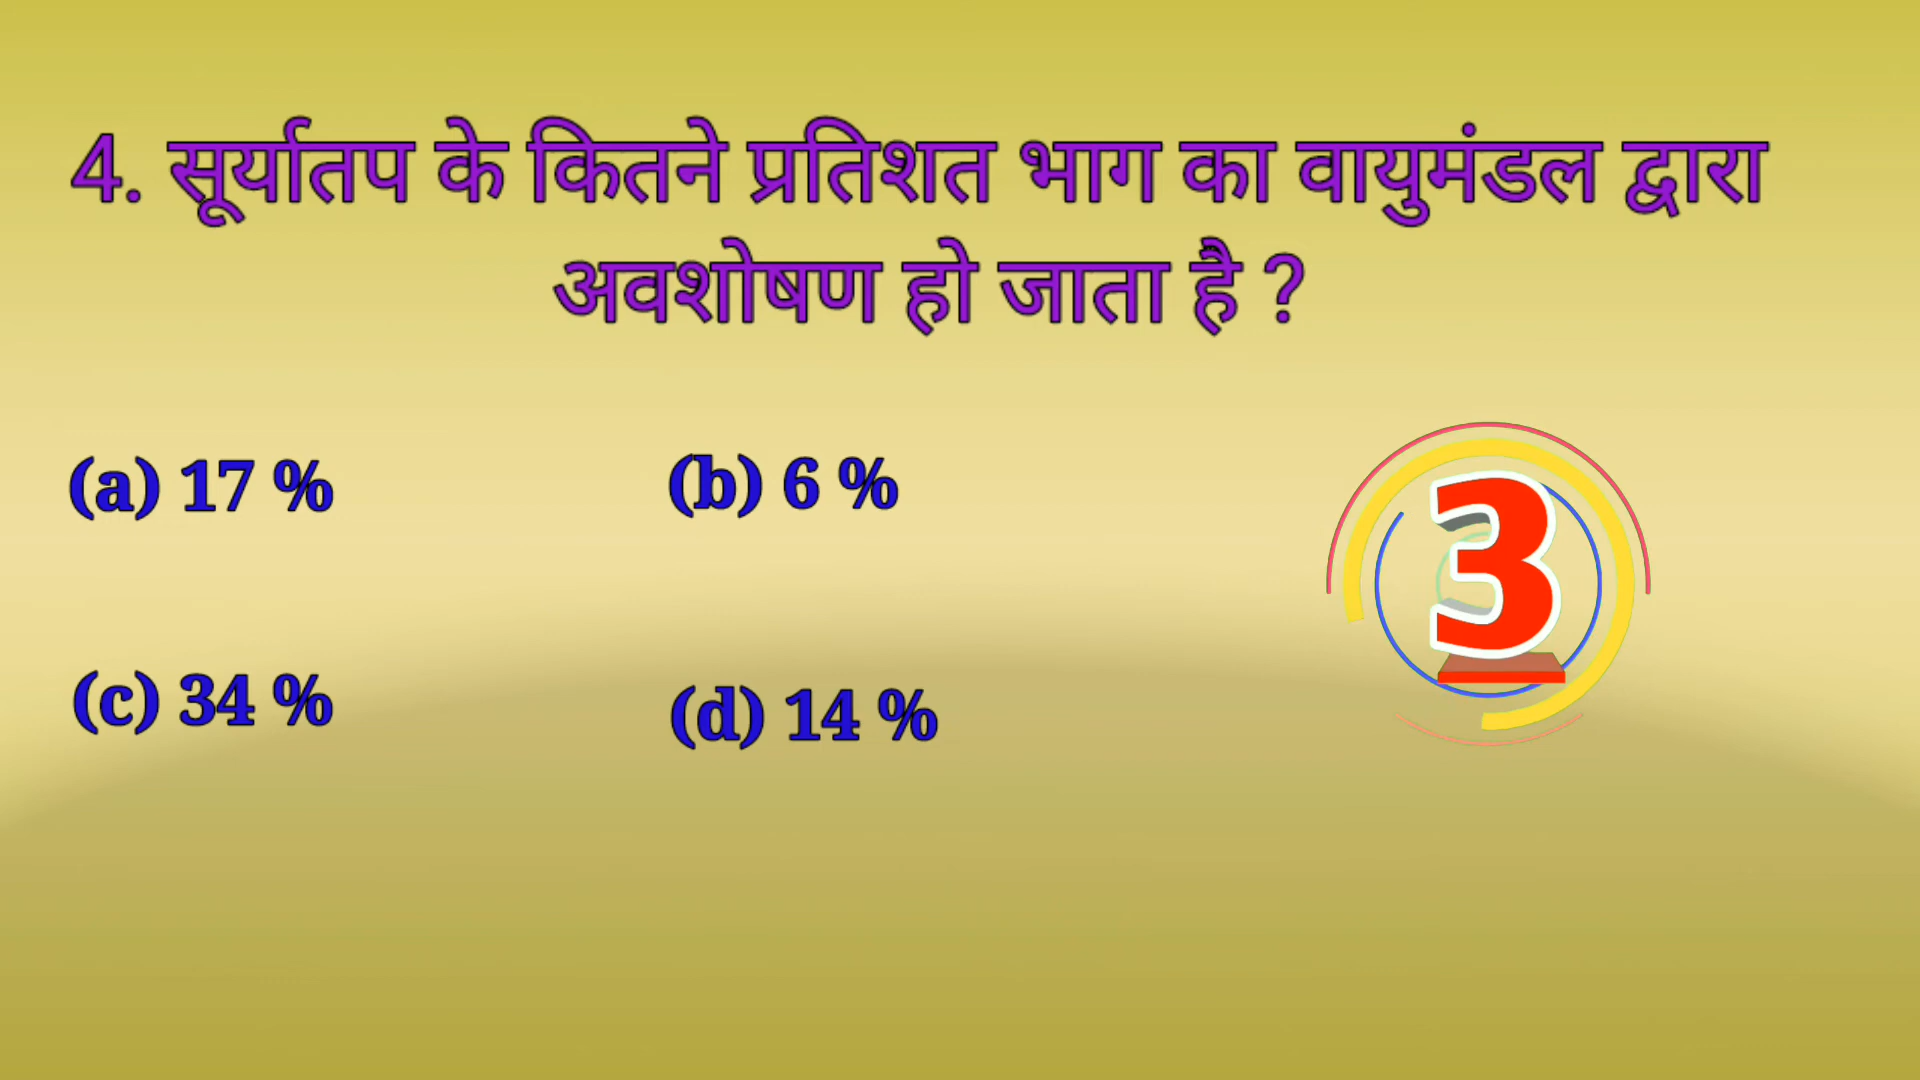 4. सूर्यातप के कितने प्रतिशत भाग का वायुमंडल द्वारा
अवशोषण हो जाता है ?
(a) 17 % (b) 6 %
3
(c) 34 % (d) 14 %